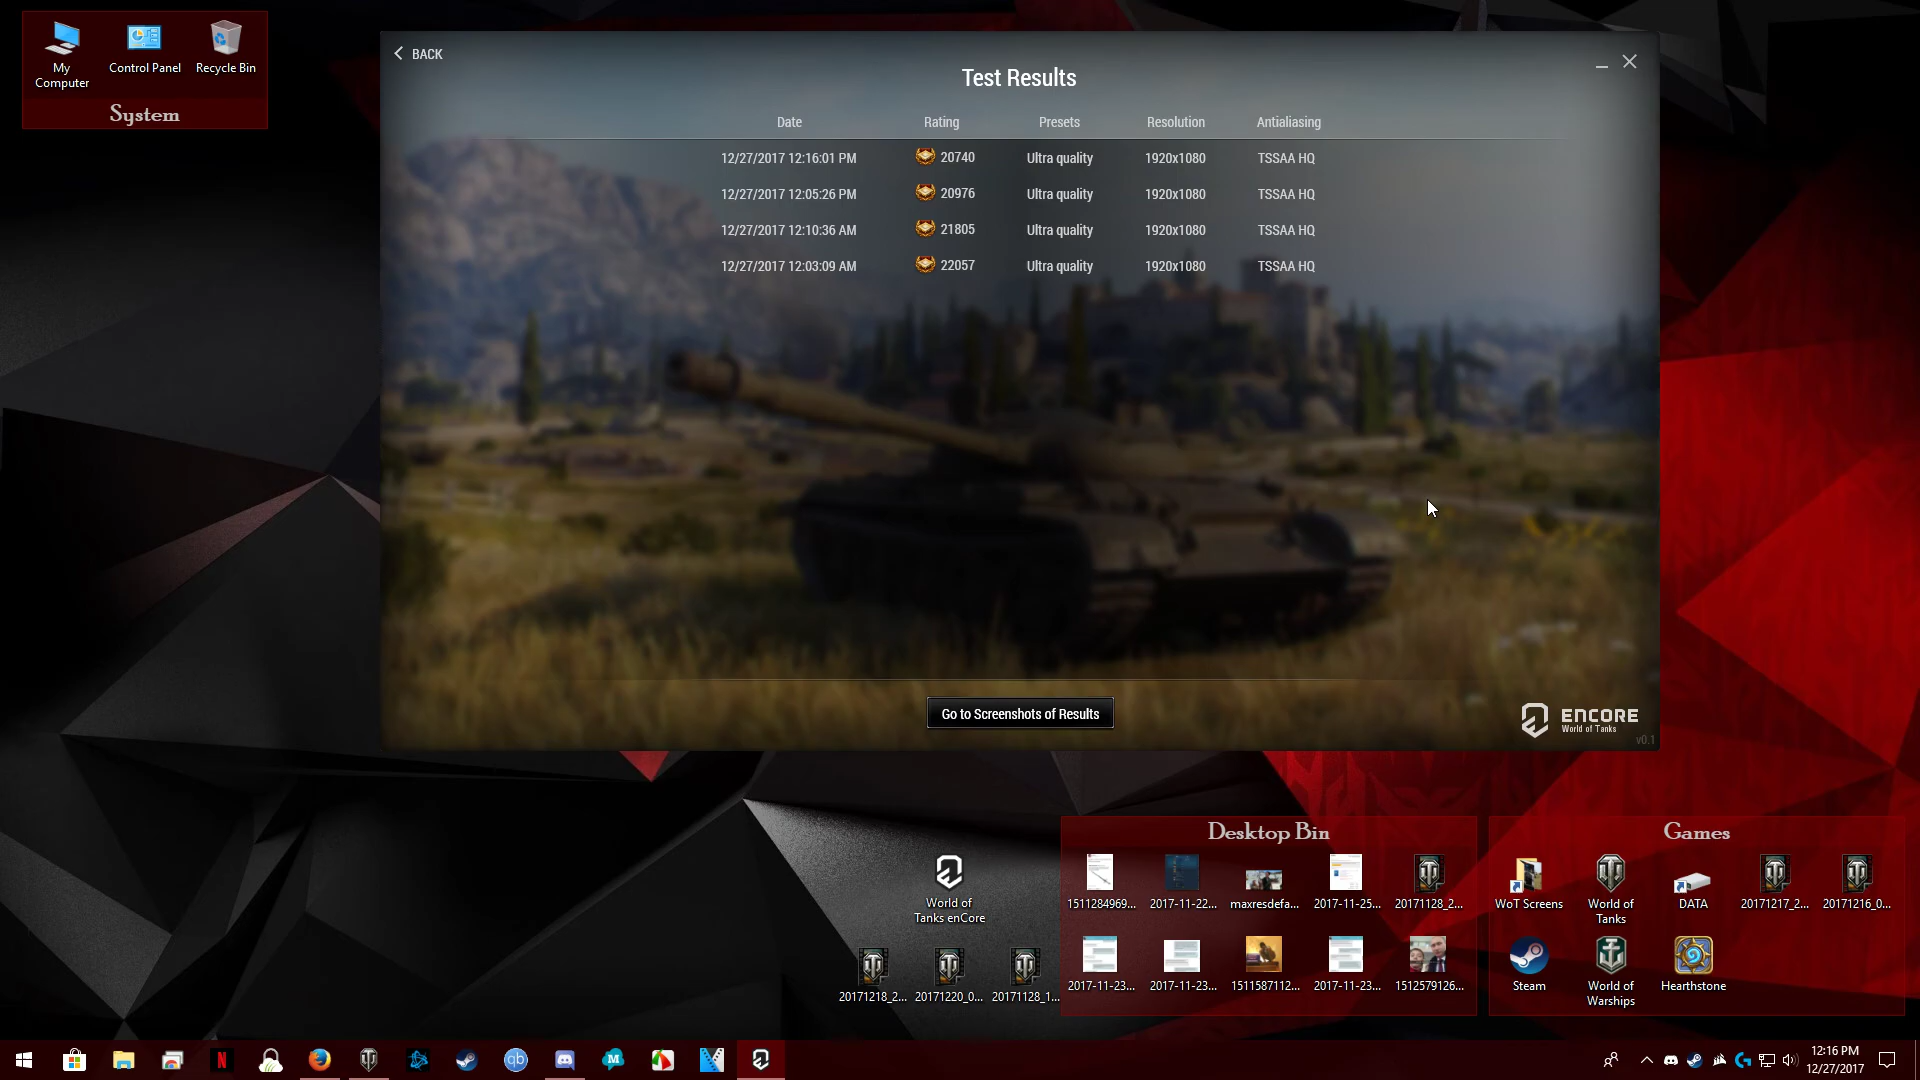 My
Computer
Control Panel
Recycle Bin
System
BACK
Test Results
Date Rating Presets Resolution Antialiasing
12/27/2017 12:16:01 PM 20740 Ultra quality 1920x1080 TSSAA HQ
12/27/2017 12:05:26 PM 20976 Ultra quality 1920x1080 TSSAA HQ
12/27/2017 12:10:36 AM 21805 Ultra quality 1920x1080 TSSAA HQ
12/27/2017 12:03:09 AM 22057 Ultra quality 1920x1080 TSSAA HQ
Go to Screenshots of Results
ENCORE
World of Tanks
v0.1
World of
Tanks enCore
20171218_2... 20171220_0... 20171128_1...
Desktop Bin
1511284969... 2017-11-22... maxresdefa... 2017-11-25... 20171128_2...
2017-11-23... 2017-11-23... 1511587112... 2017-11-23... 1512579126...
Games
WoT Screens
World of
Tanks
DATA
20171217_2...
20171216_0...
Steam
World of
Warships
Hearthstone
N
qb
M
12:16 PM
12/27/2017